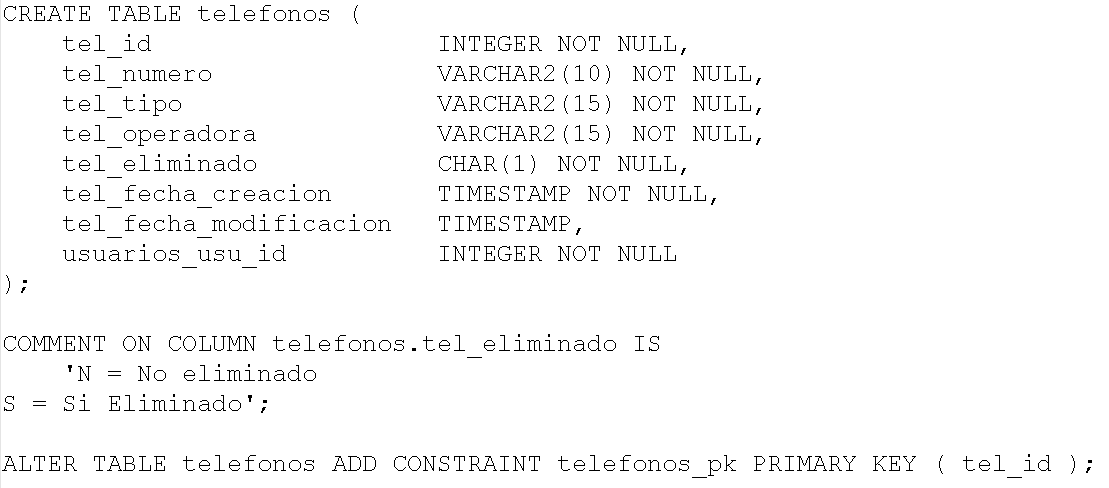 CREATE TABLE telefonos (
    tel_id                   INTEGER NOT NULL,
    tel_numero               VARCHAR2(10) NOT NULL,
    tel_tipo                 VARCHAR2(15) NOT NULL,
    tel_operadora            VARCHAR2(15) NOT NULL,
    tel_eliminado            CHAR(1) NOT NULL,
    tel_fecha_creacion       TIMESTAMP NOT NULL,
    tel_fecha_modificacion   TIMESTAMP,
    usuarios_usu_id          INTEGER NOT NULL
);

COMMENT ON COLUMN telefonos.tel_eliminado IS
    'N = No eliminado
S = Si Eliminado';

ALTER TABLE telefonos ADD CONSTRAINT telefonos_pk PRIMARY KEY ( tel_id );